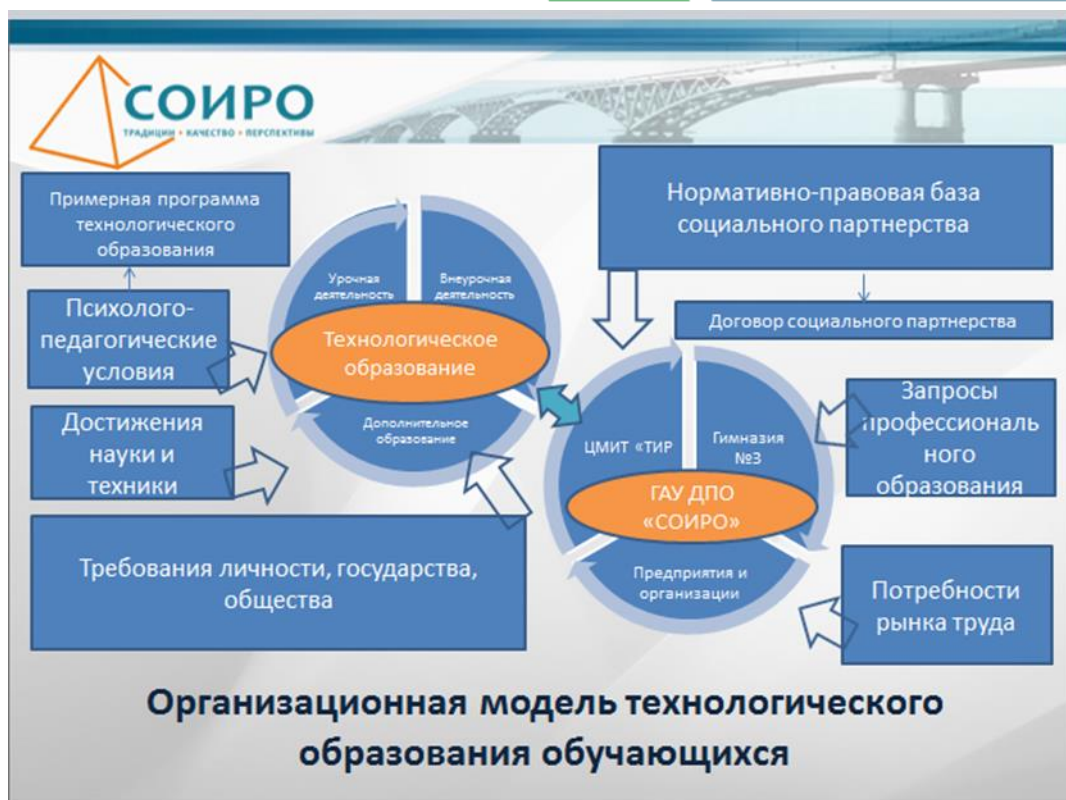 СОИРО
ТРАДИЦИИ • КАЧЕСТВО • ПЕРСПЕКТИВЫ
Примерная программа
технологического
образования
Психолого-
педагогические
условия
Достижения
науки и
техники
Требования личности, государства,
общества
Урочная
деятельность
Внеурочная
деятельность
Технологическое
образование
Дополнительное
образование
Нормативно-правовая база
социального партнерства
Договор социального партнерства
ЦМИТ «ТИР
Гимназия
№3
ГАУ ДПО
«СОИРО»
Предприятия и
организации
Запросы
профессиональ
ного
образования
Потребности
рынка труда
Организационная модель технологического
образования обучающихся